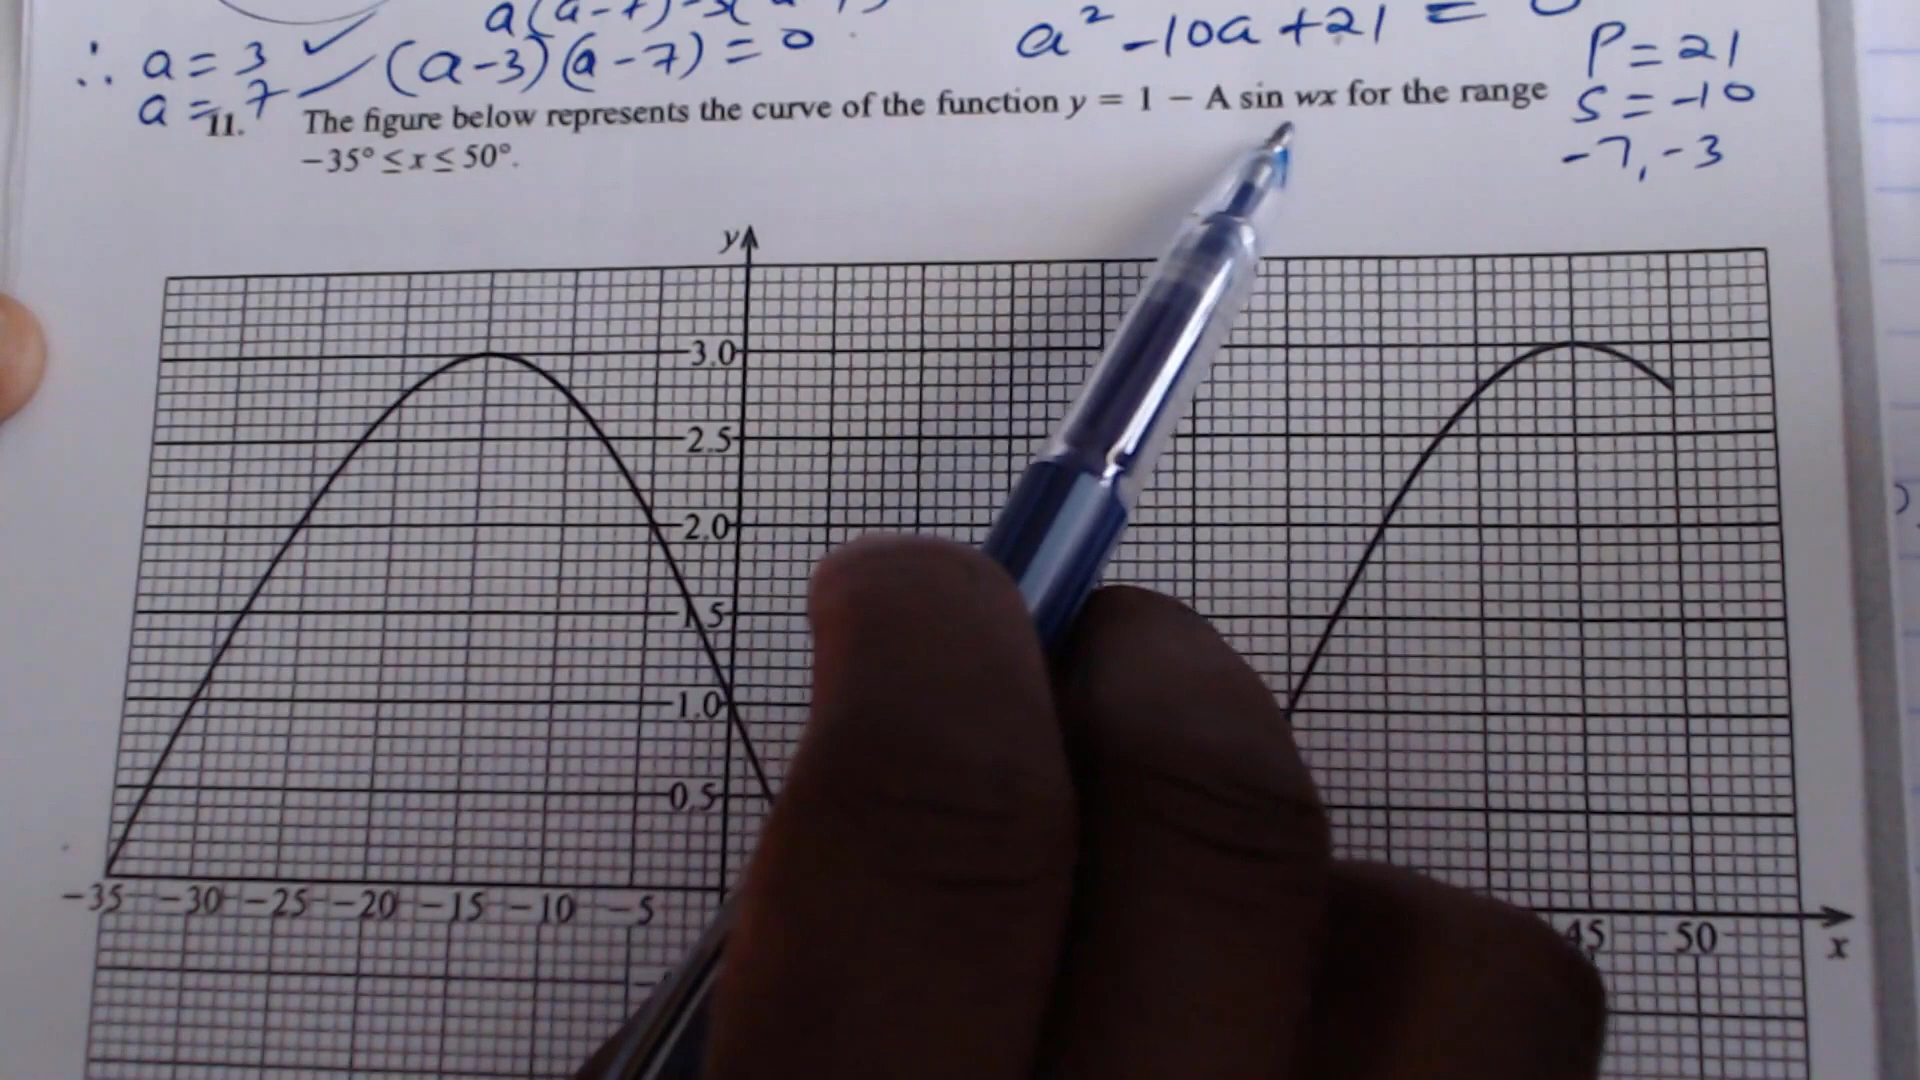 a² - 10a + 21 =
∴ a = 3 ✓ (a-3)(a-7) = 0
P = 21
a = 7
11. The figure below represents the curve of the function y = 1 − A sin wx for the range
S = -10
−35° ≤ x ≤ 50°.
-7, -3
y
3.0
2.5
2.0
1.5
1.0
0.5
−35 −30 −25 −20 −15 −10 −5 45 50
x